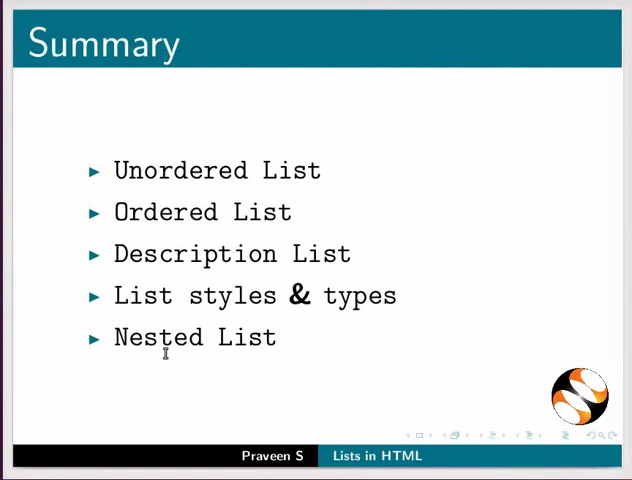 Summary
Unordered List
Ordered List
Description List
List styles & types
Nested List
Praveen S
Lists in HTML